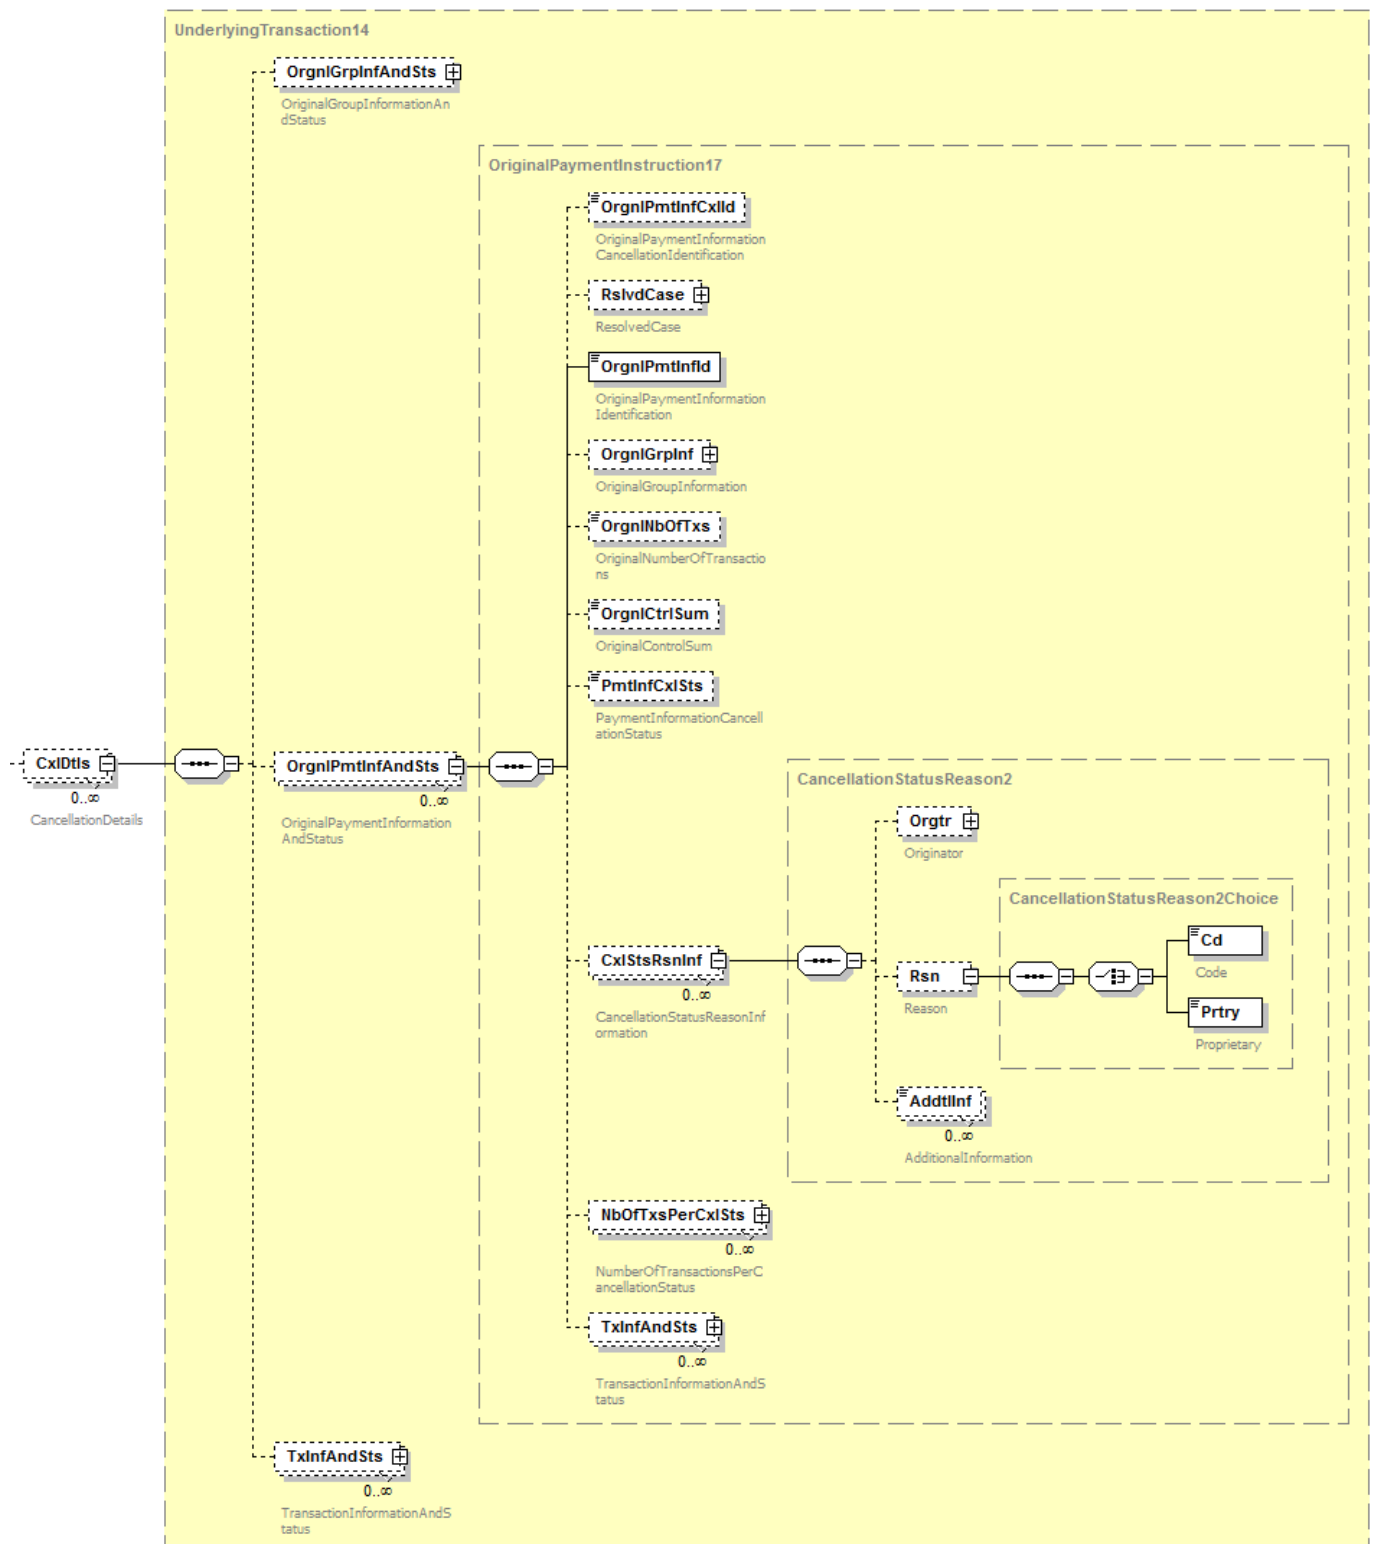 UnderlyingTransaction14
OrgnlGrpInfAndSts
OriginalGroupInformationAn
dStatus
OriginalPaymentInstruction17
OrgnlPmtInfCxlId
OriginalPaymentInformation
CancellationIdentification
RslvdCase
ResolvedCase
OrgnlPmtInfId
OriginalPaymentInformation
Identification
OrgnlGrpInf
OriginalGroupInformation
OrgnlNbOfTxs
OriginalNumberOfTransactio
ns
OrgnlCtrlSum
OriginalControlSum
PmtInfCxlSts
PaymentInformationCancell
ationStatus
CxlDtls
0..∞
CancellationDetails
OrgnlPmtInfAndSts
0..∞
OriginalPaymentInformation
AndStatus
CancellationStatusReason2
Orgtr
Originator
CancellationStatusReason2Choice
Cd
Code
CxlStsRsnInf
0..∞
CancellationStatusReasonInf
ormation
Rsn
Reason
Prtry
Proprietary
AddtlInf
0..∞
AdditionalInformation
NbOfTxsPerCxlSts
0..∞
NumberOfTransactionsPerC
ancellationStatus
TxInfAndSts
0..∞
TransactionInformationAndS
tatus
TxInfAndSts
0..∞
TransactionInformationAndS
tatus